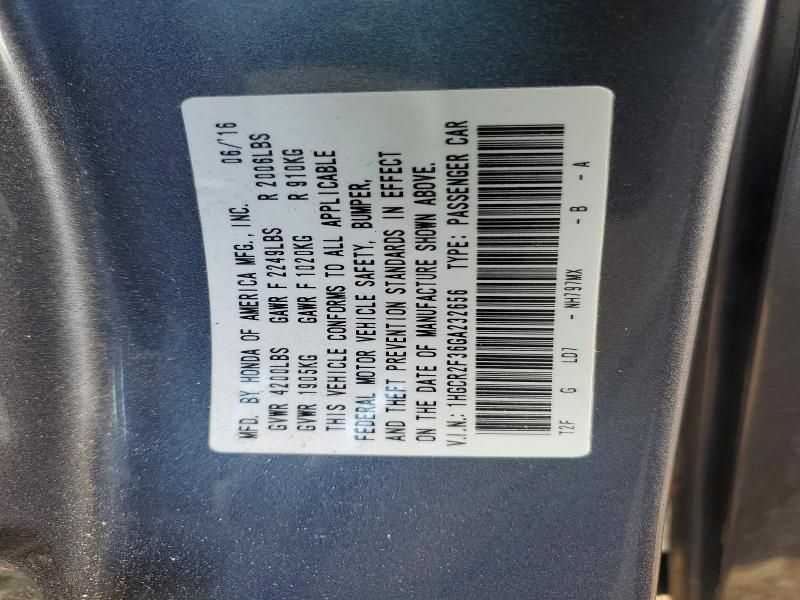 MFD. BY HONDA OF AMERICA MFG., INC. 06/'16
GVWR 4200LBS GAWR F 2249LBS R 2006LBS
GVWR 1905KG GAWR F 1020KG R 910KG
THIS VEHICLE CONFORMS TO ALL APPLICABLE
FEDERAL MOTOR VEHICLE SAFETY, BUMPER,
AND THEFT PREVENTION STANDARDS IN EFFECT
ON THE DATE OF MANUFACTURE SHOWN ABOVE.
V.I.N.: 1HGCR2F36GA232656 TYPE: PASSENGER CAR
T2F G LD7 - NH797MX - B - A